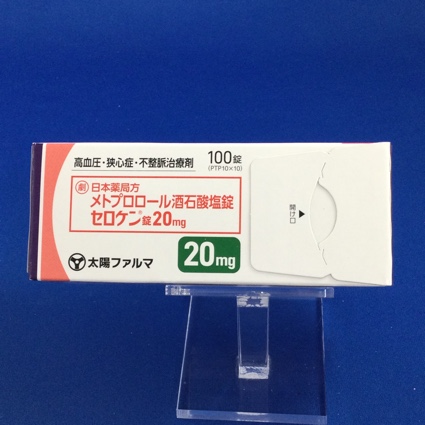 高血圧・狭心症・不整脈治療剤
100錠
(PTP10×10)
劇 日本薬局方
メトプロロール酒石酸塩錠
セロケン®錠20mg
20mg
太陽ファルマ
開け口